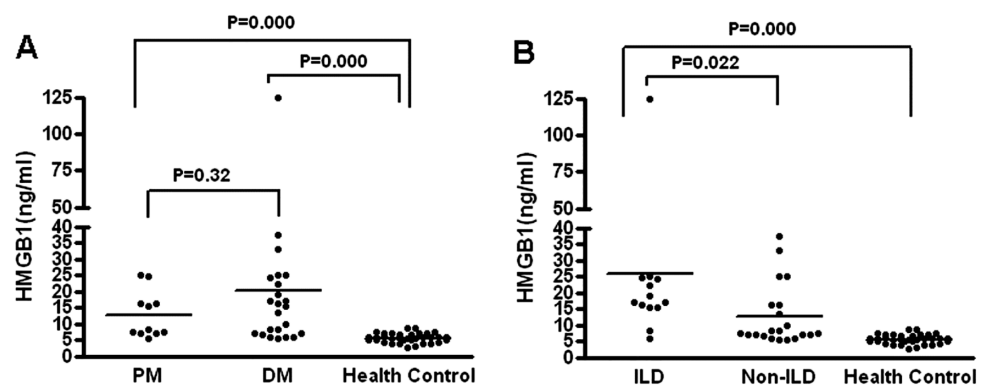 A
P=0.000
P=0.000
P=0.32
HMGB1(ng/ml)
125
100
75
50
40
35
30
25
20
15
10
5
0
PM DM Health Control
B
P=0.000
P=0.022
HMGB1(ng/ml)
125
100
75
50
40
35
30
25
20
15
10
5
0
ILD Non-ILD Health Control